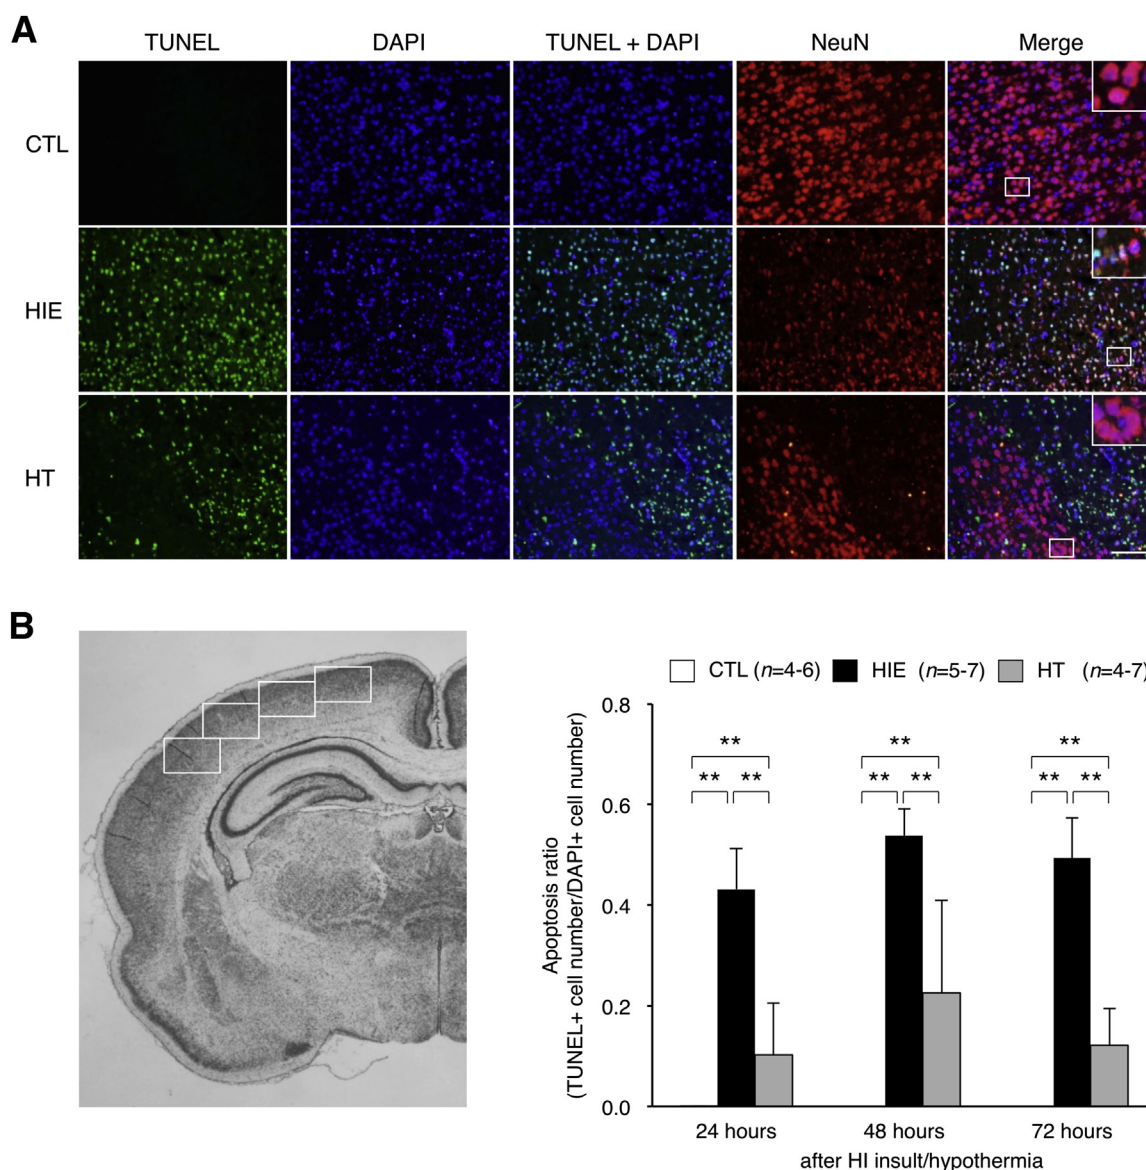 A
TUNEL DAPI TUNEL + DAPI NeuN Merge
CTL
HIE
HT
B
CTL (n=4-6) HIE (n=5-7) HT (n=4-7)
Apoptosis ratio
(TUNEL+ cell number/DAPI+ cell number)
0.8
0.6
0.4
0.2
0.0
** ** **
** ** ** ** ** **
24 hours 48 hours 72 hours
after HI insult/hypothermia